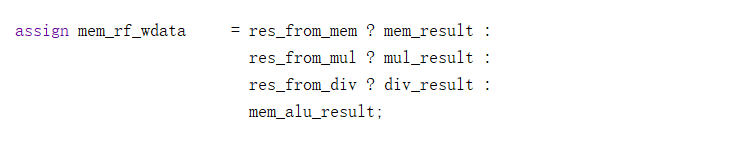 assign mem_rf_wdata = res_from_mem ? mem_result :
res_from_mul ? mul_result :
res_from_div ? div_result :
mem_alu_result;